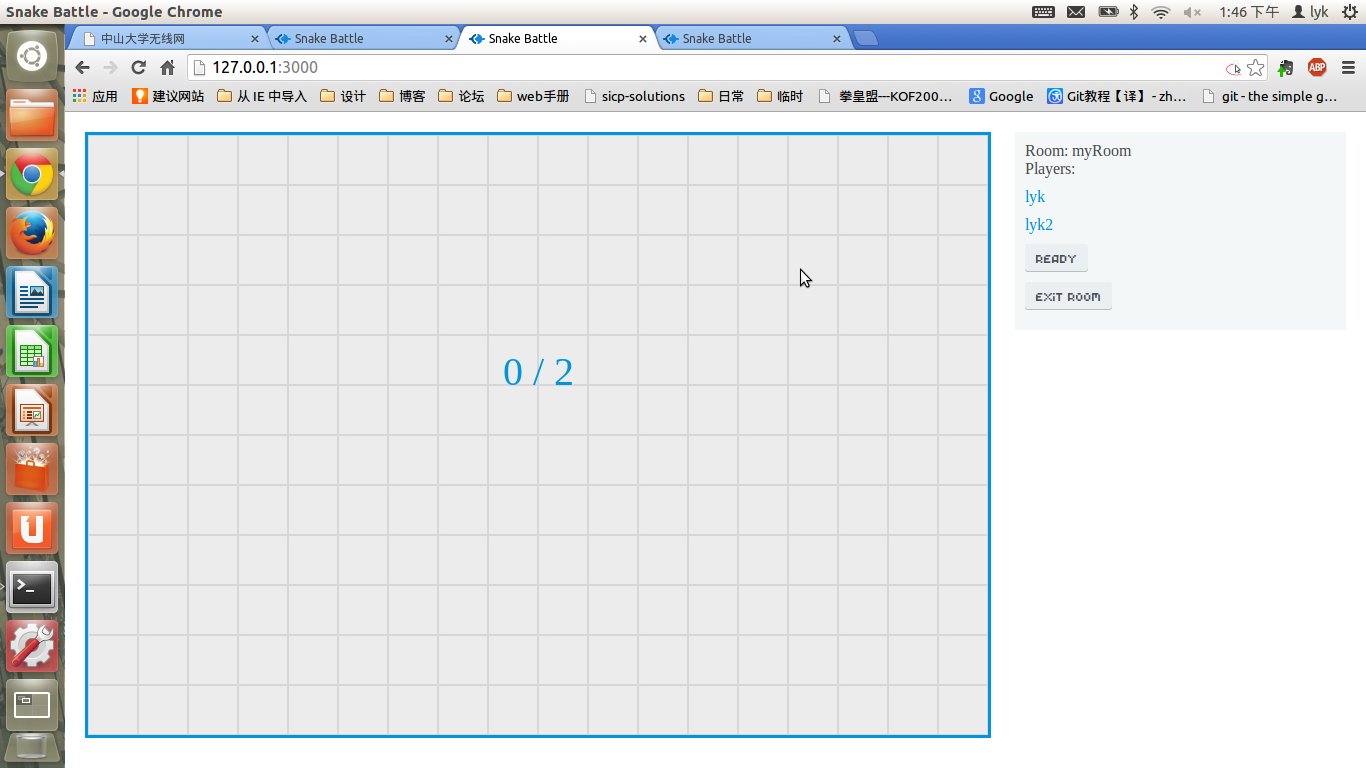 Snake Battle - Google Chrome
1:46 下午
lyk
中山大学无线网
Snake Battle
Snake Battle
Snake Battle
127.0.0.1:3000
ABP
应用
建议网站
从 IE 中导入
设计
博客
论坛
web手册
sicp-solutions
日常
临时
拳皇盟---KOF200...
Google
Git教程【译】 - zh...
git - the simple g...
Room: myRoom
Players:
lyk
lyk2
READY
EXIT ROOM
0 / 2